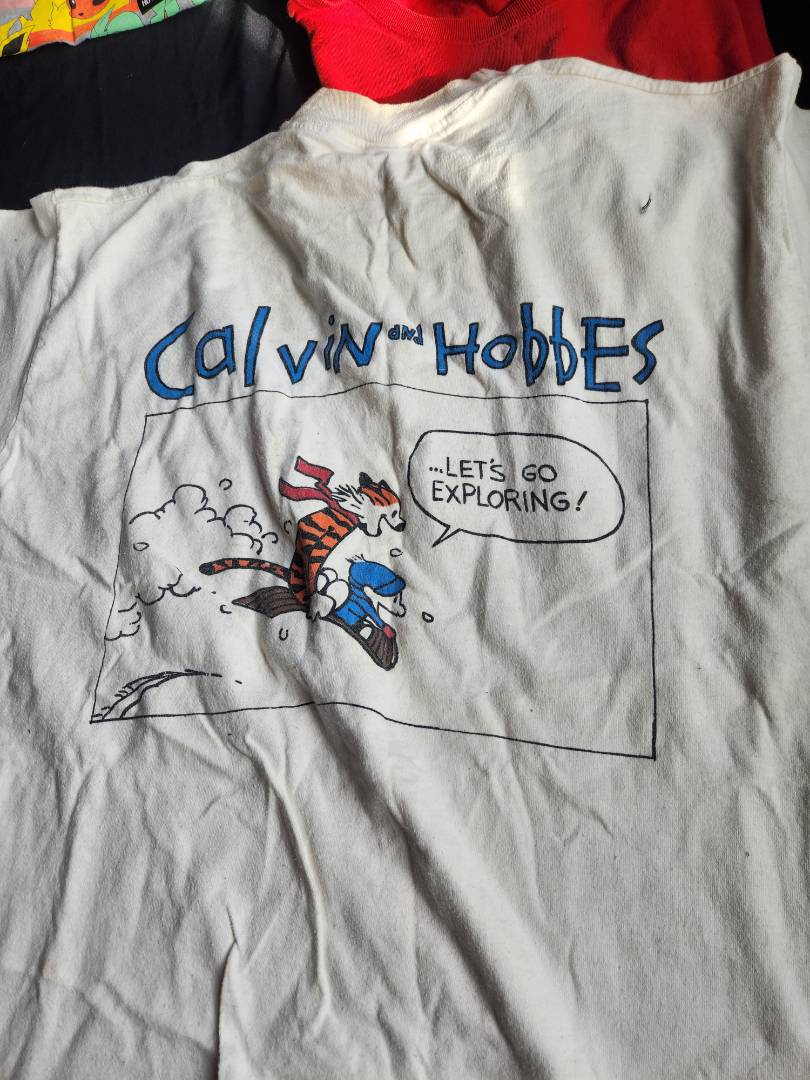 Calvin and HobbEs
...LET'S GO
EXPLORING!